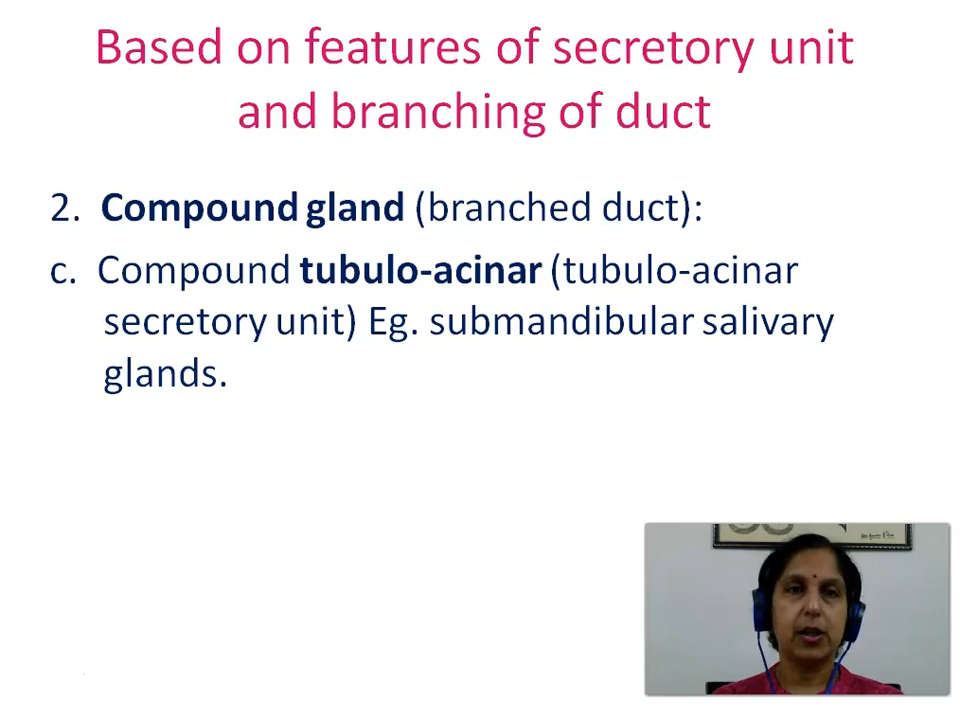 Based on features of secretory unit
and branching of duct
2. Compound gland (branched duct):
c. Compound tubulo-acinar (tubulo-acinar
secretory unit) Eg. submandibular salivary
glands.